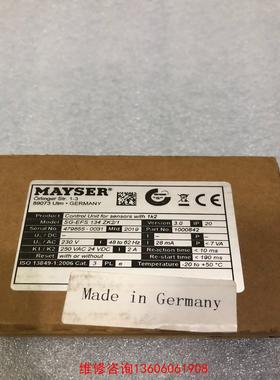 MAYSER
Örlinger Str. 1-3
89073 Ulm • GERMANY
Product Control Unit for sensors with 1k2
Model SG-EFS 134 ZK2/1 Version 3.0 IP 20
Serial No 479865 - 0031 Mfd 2019 Part No 1000842
U~ / DC – I –
U~ / AC 230 V 48 to 62 Hz I 28 mA P < 7 VA
K1 + K2 250 VAC 24 VDC I 2 A Reaction time < 10 ms
With or without Re-start time < 190 ms
ISO 13849-1:2006 Cat. 3 PL e Temperature -20 to +50 °C
Made in Germany
维修咨询13606061908